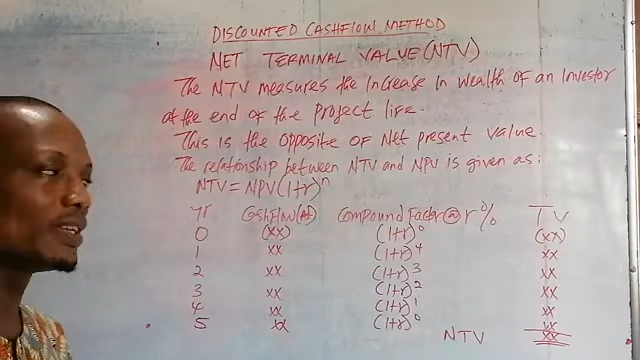 DISCOUNTED CASHFLOW METHOD
NET TERMINAL VALUE (NTV)
The NTV measures the increase in wealth of an investor
at the end of the project life.
This is the opposite of Net present value.
The relationship between NTV and NPV is given as:
NTV = NPV(1+r)^n
Yr Cashflow(#) Compound Factor @ r% TV
0 (xx) (1+r)^0 (xx)
1 xx (1+r)^4 xx
2 xx (1+r)^3 xx
3 xx (1+r)^2 xx
4 xx (1+r)^1 xx
5 xx (1+r)^0 xx
NTV xx